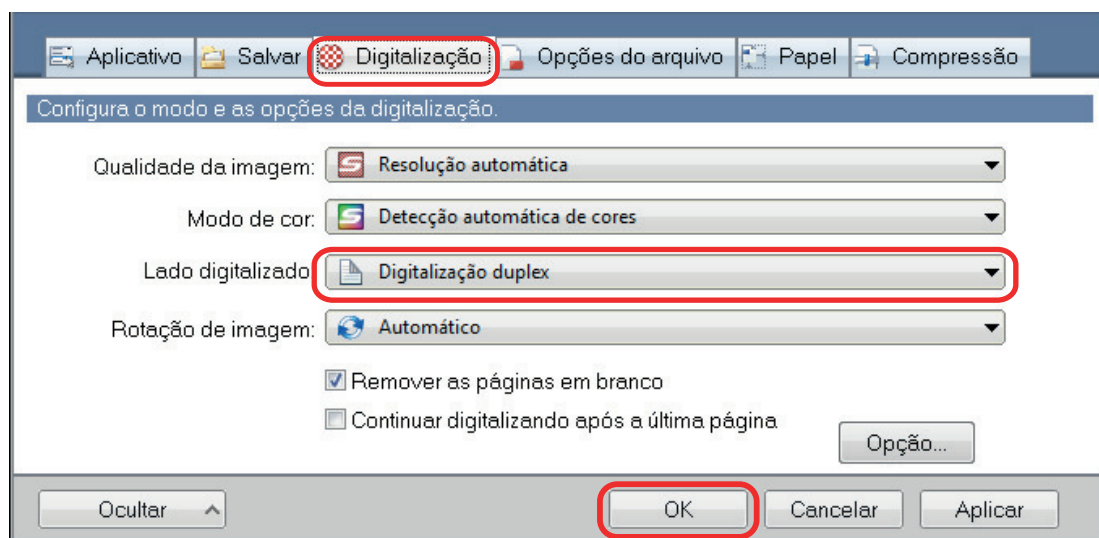 Aplicativo Salvar Digitalização Opções do arquivo Papel Compressão
Configura o modo e as opções da digitalização.
Qualidade da imagem: Resolução automática
Modo de cor: Detecção automática de cores
Lado digitalizado Digitalização duplex
Rotação de imagem: Automático
Remover as páginas em branco
Continuar digitalizando após a última página
Opção...
Ocultar OK Cancelar Aplicar